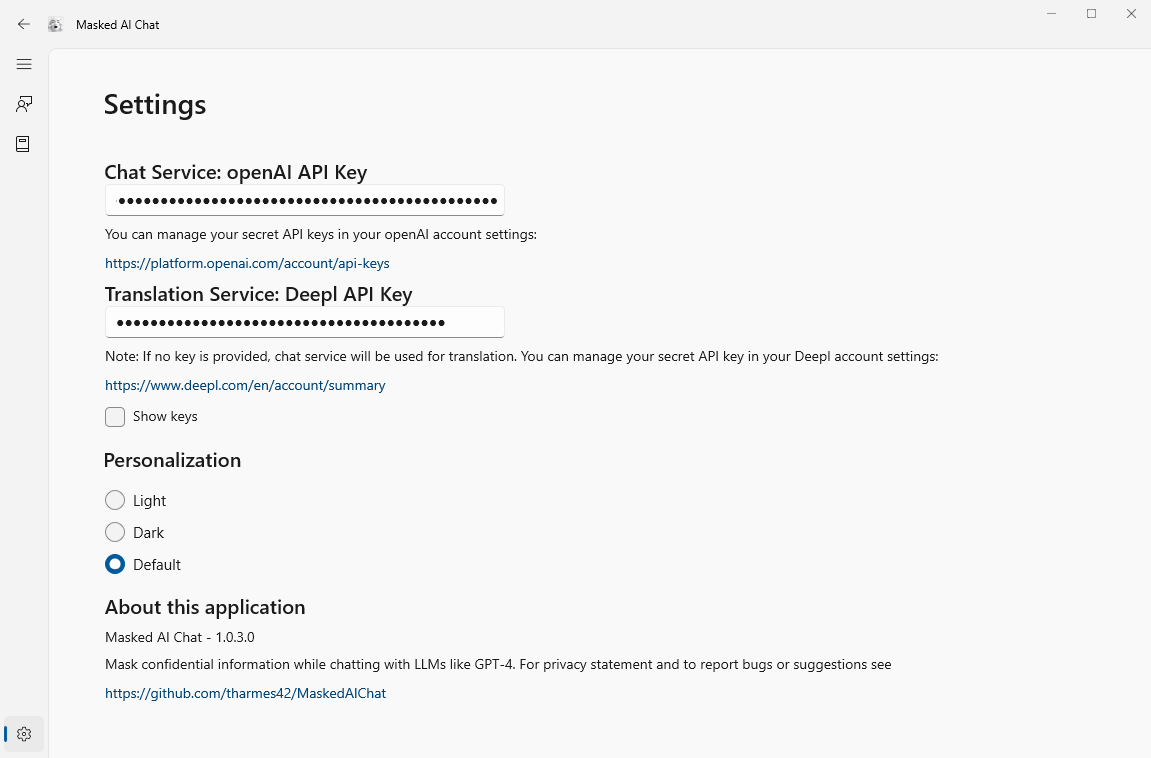 Masked AI Chat
Settings
Chat Service: openAI API Key
You can manage your secret API keys in your openAI account settings:
https://platform.openai.com/account/api-keys
Translation Service: Deepl API Key
Note: If no key is provided, chat service will be used for translation. You can manage your secret API key in your Deepl account settings:
https://www.deepl.com/en/account/summary
Show keys
Personalization
Light
Dark
Default
About this application
Masked AI Chat - 1.0.3.0
Mask confidential information while chatting with LLMs like GPT-4. For privacy statement and to report bugs or suggestions see
https://github.com/tharmes42/MaskedAIChat